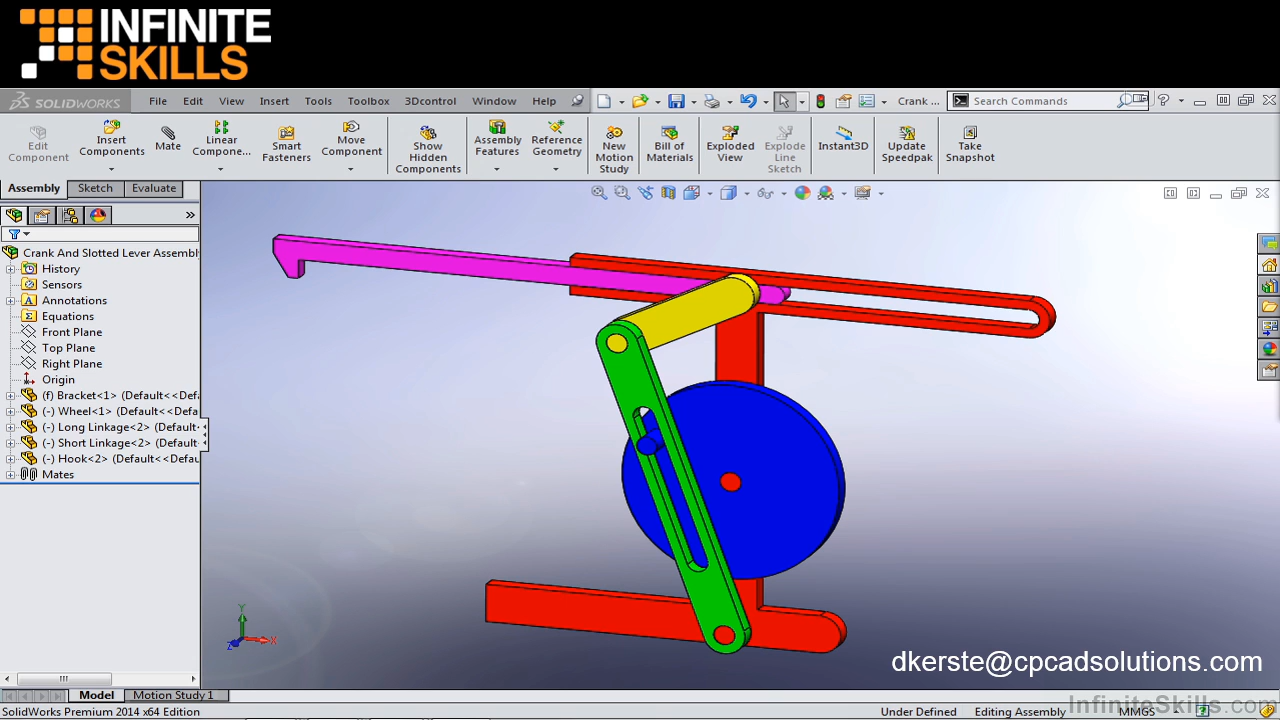 INFINITE
SKILLS
SOLIDWORKS
File Edit View Insert Tools Toolbox 3Dcontrol Window Help
Crank ...
Search Commands
Edit
Component
Insert
Components
Mate
Linear
Compone...
Smart
Fasteners
Move
Component
Show
Hidden
Components
Assembly
Features
Reference
Geometry
New
Motion
Study
Bill of
Materials
Exploded
View
Explode
Line
Sketch
Instant3D
Update
Speedpak
Take
Snapshot
Assembly Sketch Evaluate
Crank And Slotted Lever Assembly
History
Sensors
Annotations
Equations
Front Plane
Top Plane
Right Plane
Origin
(f) Bracket<1> (Default<<Defa
(-) Wheel<1> (Default<<Defa
(-) Long Linkage<2> (Default<
(-) Short Linkage<2> (Default
(-) Hook<2> (Default<<Defau
Mates
Y
X
Z
dkerste@cpcadsolutions.com
Model Motion Study 1
InfiniteSkills.com
SolidWorks Premium 2014 x64 Edition
Under Defined Editing Assembly MMGS